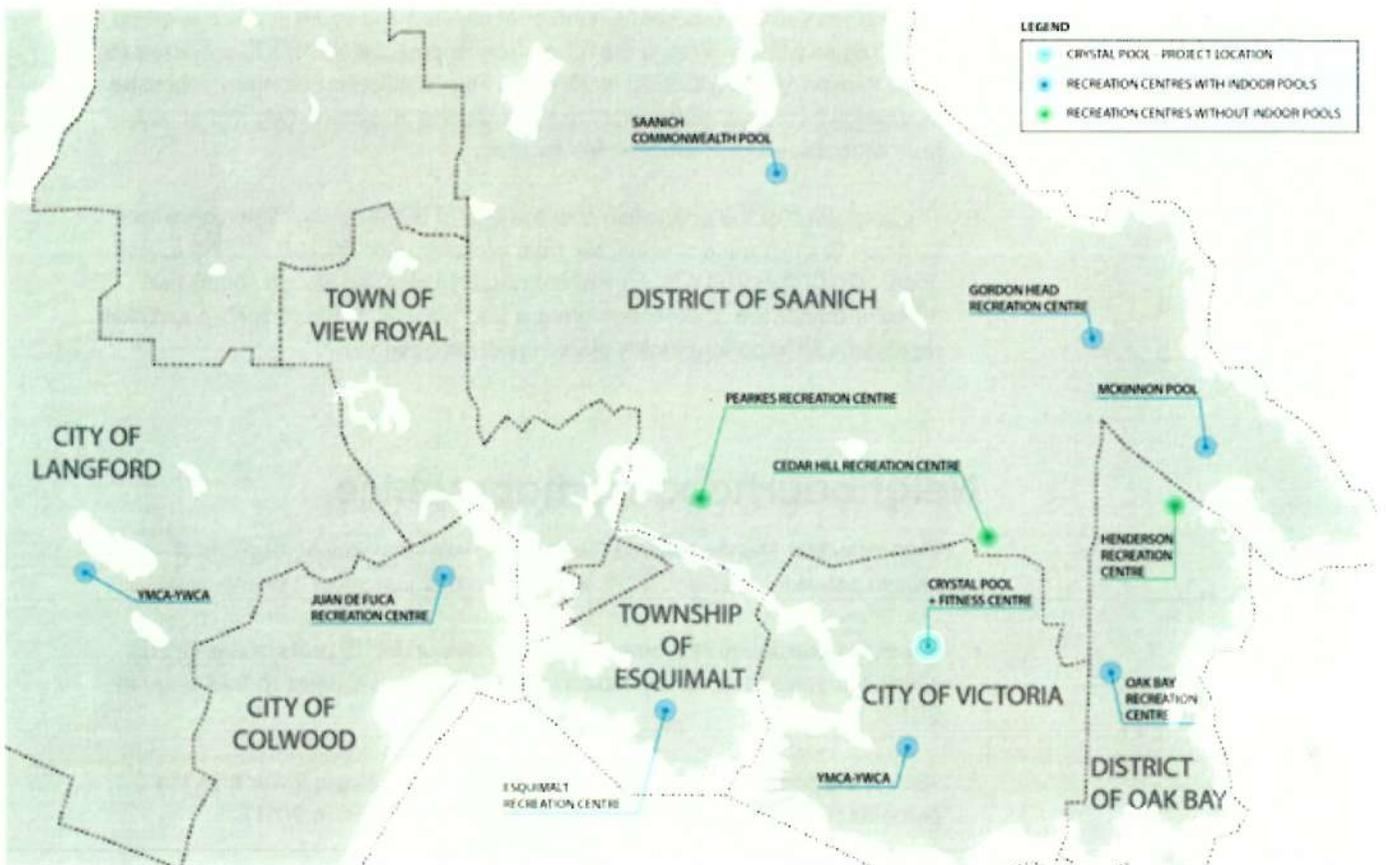 LEGEND
CRYSTAL POOL - PROJECT LOCATION
RECREATION CENTRES WITH INDOOR POOLS
RECREATION CENTRES WITHOUT INDOOR POOLS
SAANICH
COMMONWEALTH POOL
TOWN OF
VIEW ROYAL
DISTRICT OF SAANICH
GORDON HEAD
RECREATION CENTRE
MCKINNON POOL
PEARKES RECREATION CENTRE
CITY OF
LANGFORD
CEDAR HILL RECREATION CENTRE
HENDERSON
RECREATION
CENTRE
YMCA-YWCA
JUAN DE FUCA
RECREATION CENTRE
TOWNSHIP
OF
ESQUIMALT
CRYSTAL POOL
+ FITNESS CENTRE
CITY OF VICTORIA
OAK BAY
RECREATION
CENTRE
CITY OF
COLWOOD
YMCA-YWCA
ESQUIMALT
RECREATION CENTRE
DISTRICT
OF OAK BAY